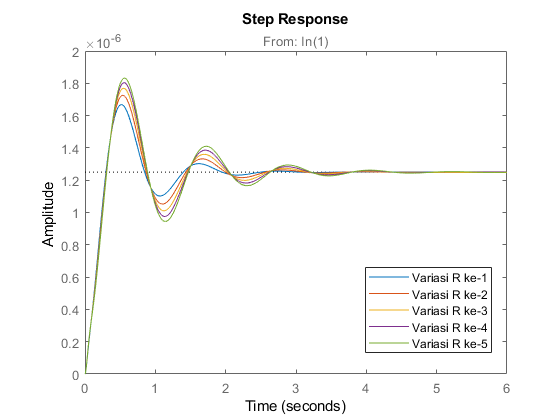 Step Response
From: In(1)
×10⁻⁶
2
1.8
1.6
1.4
1.2
1
0.8
0.6
0.4
0.2
0
0 1 2 3 4 5 6
Amplitude
Time (seconds)
Variasi R ke-1
Variasi R ke-2
Variasi R ke-3
Variasi R ke-4
Variasi R ke-5